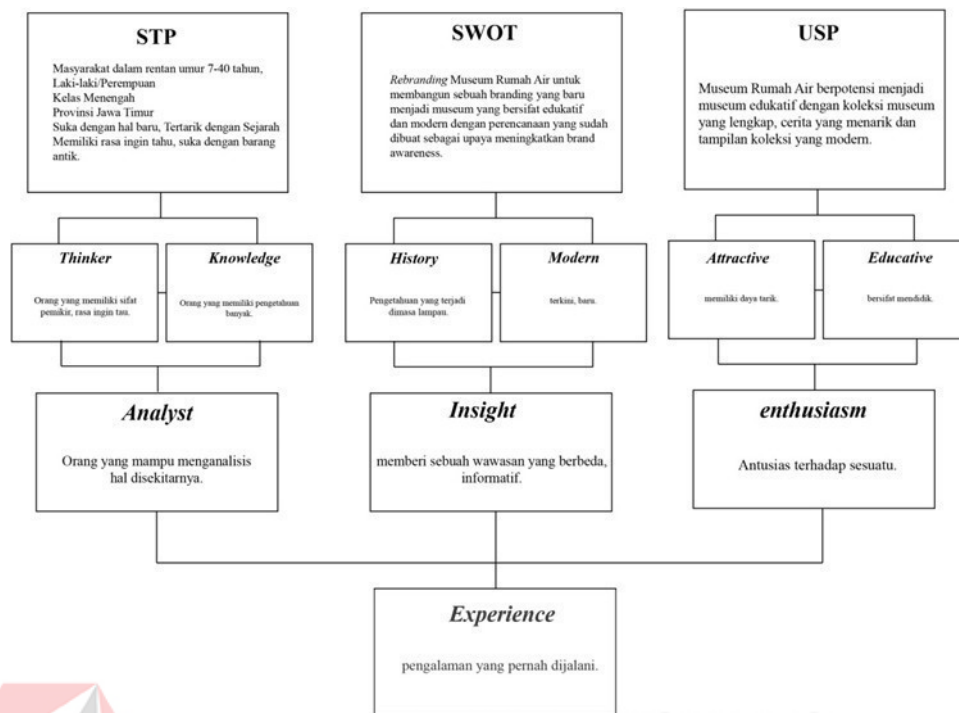 STP
Masyarakat dalam rentan umur 7-40 tahun,
Laki-laki/Perempuan
Kelas Menengah
Provinsi Jawa Timur
Suka dengan hal baru, Tertarik dengan Sejarah
Memiliki rasa ingin tahu, suka dengan barang
antik.
SWOT
Rebranding Museum Rumah Air untuk
membangun sebuah branding yang baru
menjadi museum yang bersifat edukatif
dan modern dengan perencanaan yang sudah
dibuat sebagai upaya meningkatkan brand
awareness.
USP
Museum Rumah Air berpotensi menjadi
museum edukatif dengan koleksi museum
yang lengkap, cerita yang menarik dan
tampilan koleksi yang modern.
Thinker
Orang yang memiliki sifat
pemikir, rasa ingin tau.
Knowledge
Orang yang memiliki pengetahuan
banyak.
History
Pengetahuan yang terjadi
dimasa lampau.
Modern
terkini, baru.
Attractive
memiliki daya tarik.
Educative
bersifat mendidik.
Analyst
Orang yang mampu menganalisis
hal disekitarnya.
Insight
memberi sebuah wawasan yang berbeda,
informatif.
enthusiasm
Antusias terhadap sesuatu.
Experience
pengalaman yang pernah dijalani.